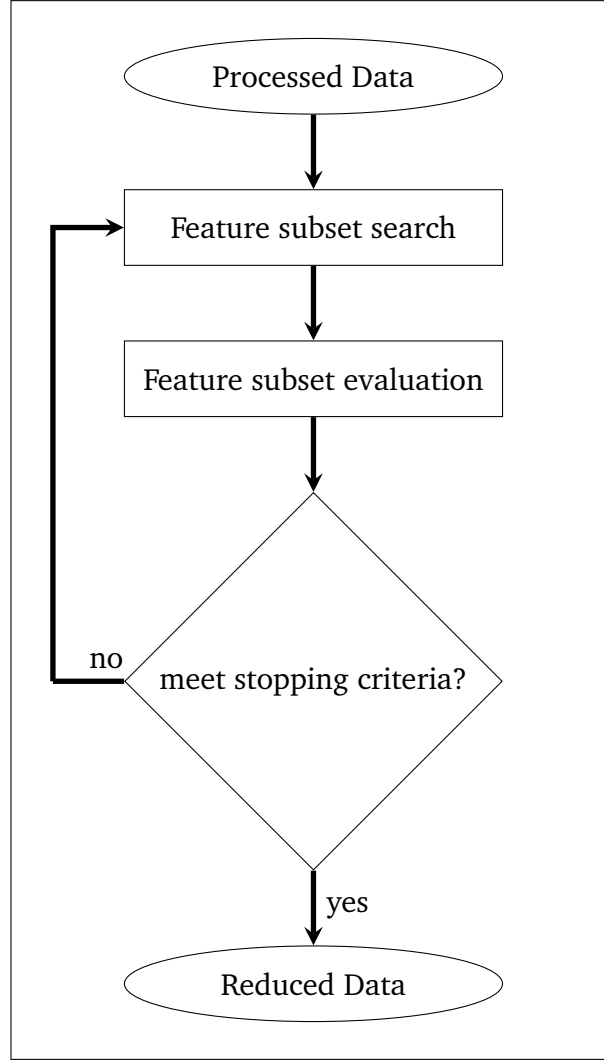 Processed Data
Feature subset search
Feature subset evaluation
no
meet stopping criteria?
yes
Reduced Data